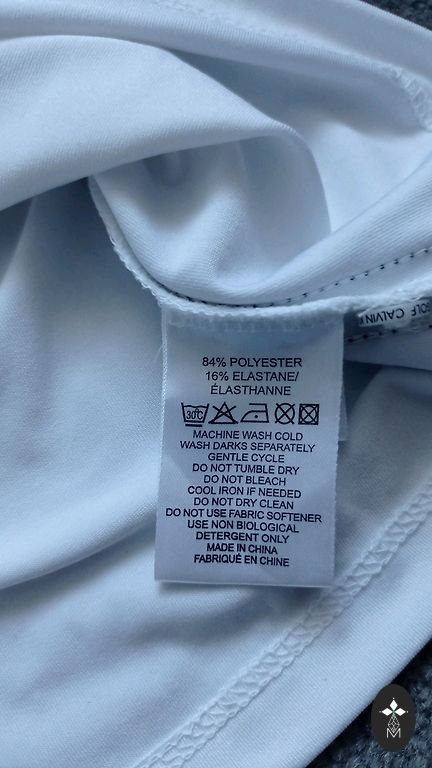 84% POLYESTER
16% ELASTANE/
ÉLASTHANNE
30°C
MACHINE WASH COLD
WASH DARKS SEPARATELY
GENTLE CYCLE
DO NOT TUMBLE DRY
DO NOT BLEACH
COOL IRON IF NEEDED
DO NOT DRY CLEAN
DO NOT USE FABRIC SOFTENER
USE NON BIOLOGICAL
DETERGENT ONLY
MADE IN CHINA
FABRIQUÉ EN CHINE
CALVIN
M